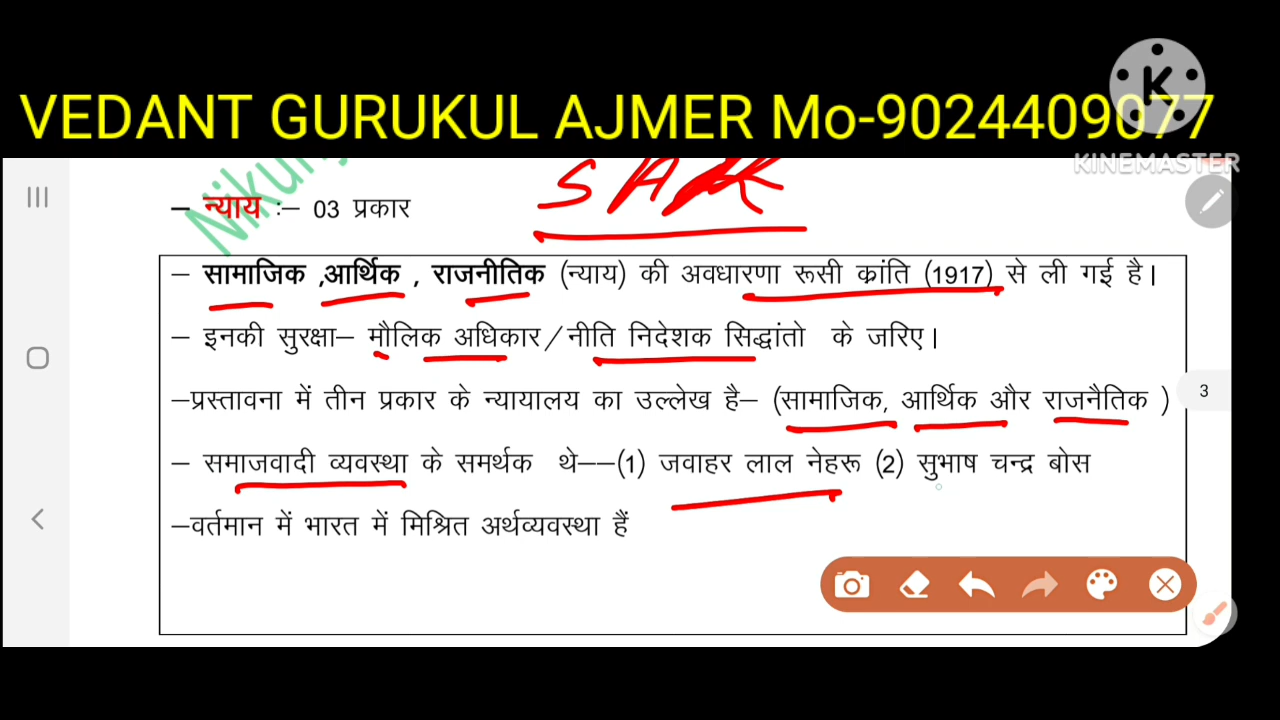 VEDANT GURUKUL AJMER Mo-9024409077
KINEMASTER
Nikun
SAR
– न्याय :– 03 प्रकार
– सामाजिक ,आर्थिक , राजनीतिक (न्याय) की अवधारणा रूसी क्रांति (1917) से ली गई है।
– इनकी सुरक्षा– मौलिक अधिकार/नीति निदेशक सिद्धांतो के जरिए।
–प्रस्तावना में तीन प्रकार के न्यायालय का उल्लेख है– (सामाजिक, आर्थिक और राजनैतिक )
3
– समाजवादी व्यवस्था के समर्थक थे––(1) जवाहर लाल नेहरू (2) सुभाष चन्द्र बोस
–वर्तमान में भारत में मिश्रित अर्थव्यवस्था हैं